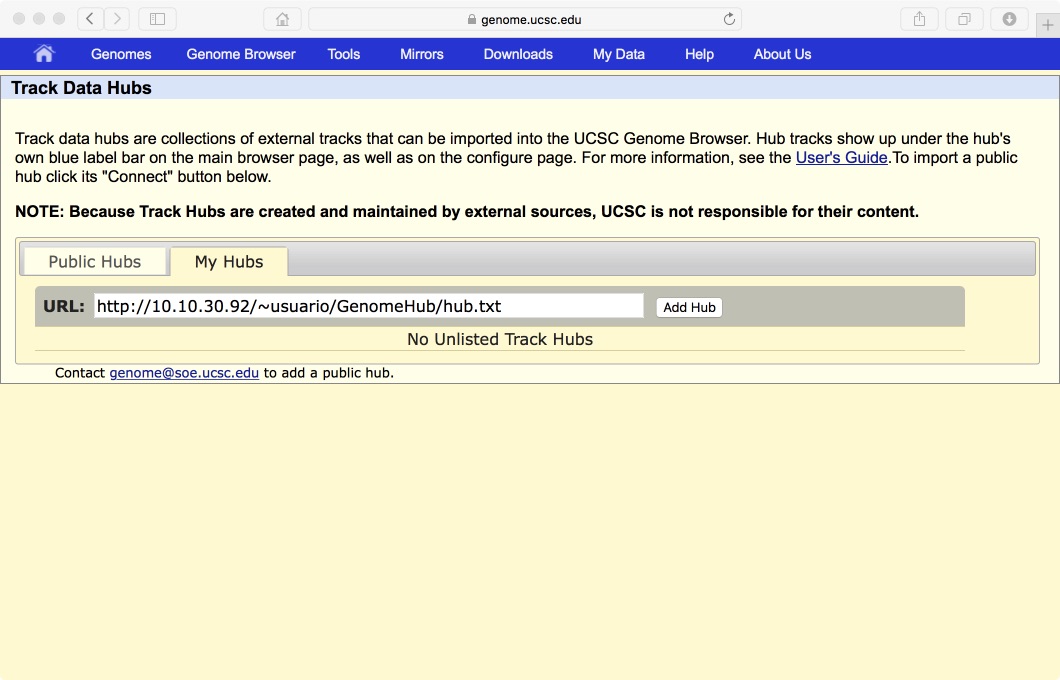 genome.ucsc.edu
Genomes Genome Browser Tools Mirrors Downloads My Data Help About Us
Track Data Hubs
Track data hubs are collections of external tracks that can be imported into the UCSC Genome Browser. Hub tracks show up under the hub's
own blue label bar on the main browser page, as well as on the configure page. For more information, see the User's Guide.To import a public
hub click its "Connect" button below.
NOTE: Because Track Hubs are created and maintained by external sources, UCSC is not responsible for their content.
Public Hubs My Hubs
URL: http://10.10.30.92/~usuario/GenomeHub/hub.txt Add Hub
No Unlisted Track Hubs
Contact genome@soe.ucsc.edu to add a public hub.